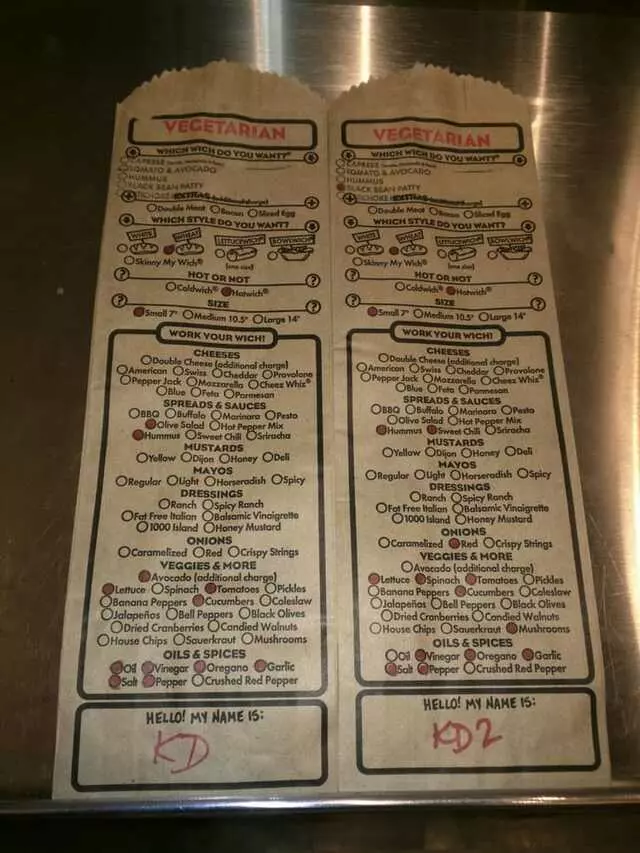 VEGETARIAN
WHICH WICH DO YOU WANT?
CAPRESE
TOMATO & AVOCADO
HUMMUS
BLACK BEAN PATTY
EXTRAS (additional charge)
Double Meat Bacon Sliced Egg
WHICH STYLE DO YOU WANT?
WHITE WHEAT LETTUCEWICH® BOWLWICH®
Skinny My Wich® (one size)
HOT OR NOT
Coldwich® Hotwich®
SIZE
Small 7" Medium 10.5" Large 14"
WORK YOUR WICH!
CHEESES
Double Cheese (additional charge)
American Swiss Cheddar Provolone
Pepper Jack Mozzarella Cheez Whiz®
Blue Feta Parmesan
SPREADS & SAUCES
BBQ Buffalo Marinara Pesto
Olive Salad Hot Pepper Mix
Hummus Sweet Chili Sriracha
MUSTARDS
Yellow Dijon Honey Deli
MAYOS
Regular Light Horseradish Spicy
DRESSINGS
Ranch Spicy Ranch
Fat Free Italian Balsamic Vinaigrette
1000 Island Honey Mustard
ONIONS
Caramelized Red Crispy Strings
VEGGIES & MORE
Avocado (additional charge)
Lettuce Spinach Tomatoes Pickles
Banana Peppers Cucumbers Coleslaw
Jalapeños Bell Peppers Black Olives
Dried Cranberries Candied Walnuts
House Chips Sauerkraut Mushrooms
OILS & SPICES
Oil Vinegar Oregano Garlic
Salt Pepper Crushed Red Pepper
HELLO! MY NAME IS:
KD
VEGETARIAN
WHICH WICH DO YOU WANT?
CAPRESE
TOMATO & AVOCADO
HUMMUS
BLACK BEAN PATTY
EXTRAS (additional charge)
Double Meat Bacon Sliced Egg
WHICH STYLE DO YOU WANT?
WHITE WHEAT LETTUCEWICH® BOWLWICH®
Skinny My Wich® (one size)
HOT OR NOT
Coldwich® Hotwich®
SIZE
Small 7" Medium 10.5" Large 14"
WORK YOUR WICH!
CHEESES
Double Cheese (additional charge)
American Swiss Cheddar Provolone
Pepper Jack Mozzarella Cheez Whiz®
Blue Feta Parmesan
SPREADS & SAUCES
BBQ Buffalo Marinara Pesto
Olive Salad Hot Pepper Mix
Hummus Sweet Chili Sriracha
MUSTARDS
Yellow Dijon Honey Deli
MAYOS
Regular Light Horseradish Spicy
DRESSINGS
Ranch Spicy Ranch
Fat Free Italian Balsamic Vinaigrette
1000 Island Honey Mustard
ONIONS
Caramelized Red Crispy Strings
VEGGIES & MORE
Avocado (additional charge)
Lettuce Spinach Tomatoes Pickles
Banana Peppers Cucumbers Coleslaw
Jalapeños Bell Peppers Black Olives
Dried Cranberries Candied Walnuts
House Chips Sauerkraut Mushrooms
OILS & SPICES
Oil Vinegar Oregano Garlic
Salt Pepper Crushed Red Pepper
HELLO! MY NAME IS:
KD2